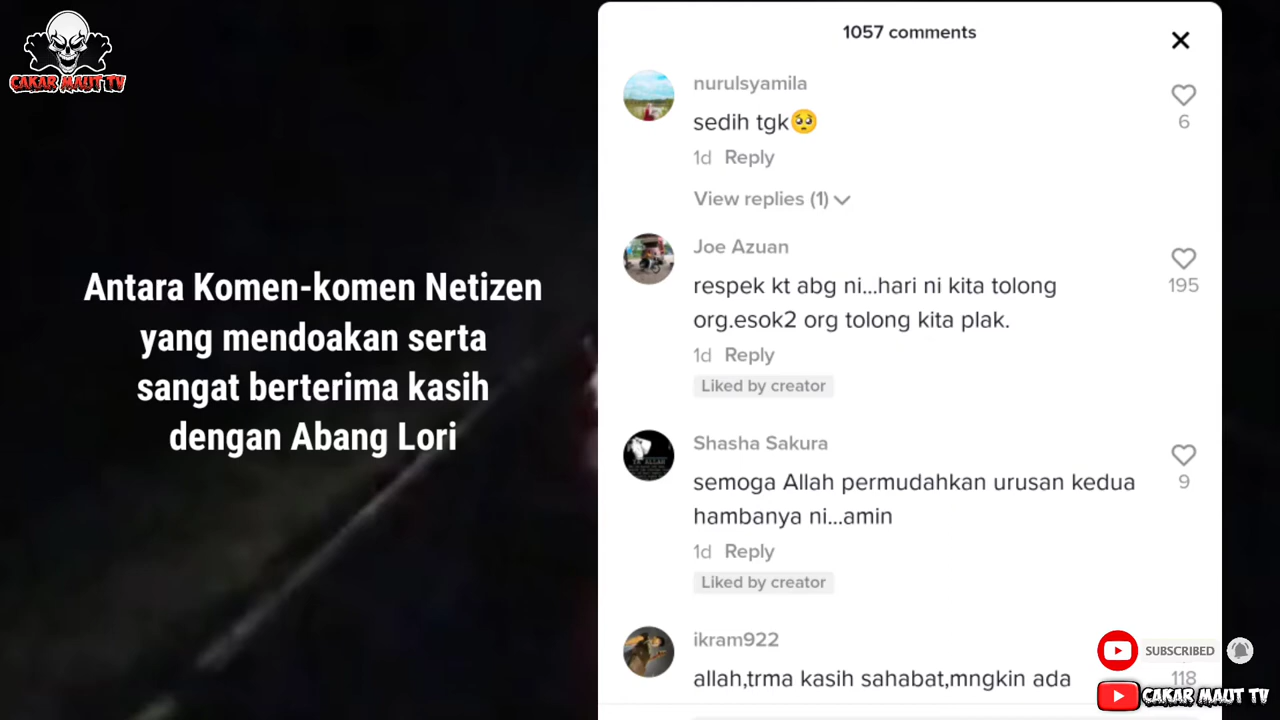 CAKAR MAUT TV
Antara Komen-komen Netizen
yang mendoakan serta
sangat berterima kasih
dengan Abang Lori
1057 comments
nurulsyamila
sedih tgk🥺
6
1d Reply
View replies (1)
Joe Azuan
respek kt abg ni...hari ni kita tolong
org.esok2 org tolong kita plak.
195
1d Reply
Liked by creator
Shasha Sakura
semoga Allah permudahkan urusan kedua
hambanya ni...amin
9
1d Reply
Liked by creator
ikram922
allah,trma kasih sahabat,mngkin ada
118
SUBSCRIBED
CAKAR MAUT TV